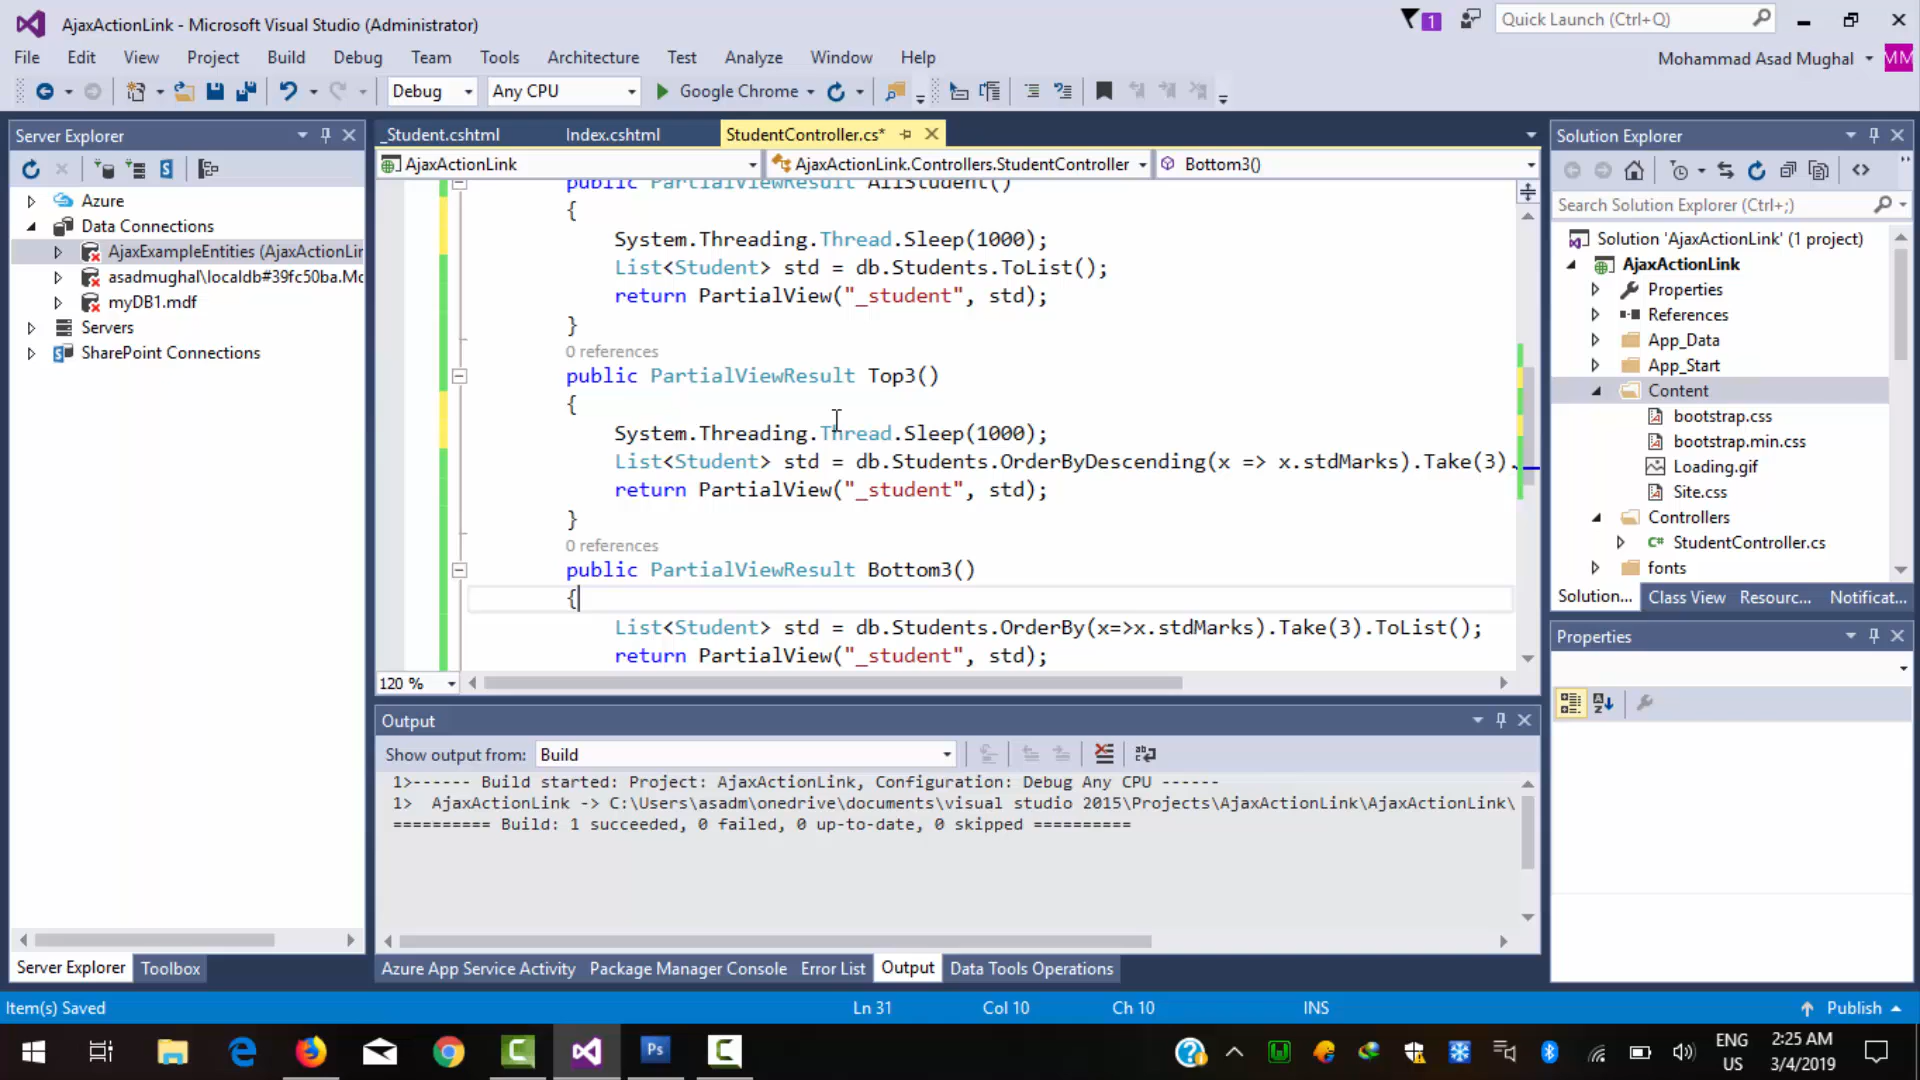 AjaxActionLink - Microsoft Visual Studio (Administrator)
1
Quick Launch (Ctrl+Q)
File Edit View Project Build Debug Team Tools Architecture Test Analyze Window Help
Mohammad Asad Mughal
MM
Debug
Any CPU
Google Chrome
Server Explorer
Azure
Data Connections
AjaxExampleEntities (AjaxActionLin
asadmughal\localdb#39fc50ba.Mc
myDB1.mdf
Servers
SharePoint Connections
Server Explorer Toolbox
_Student.cshtml Index.cshtml StudentController.cs*
AjaxActionLink AjaxActionLink.Controllers.StudentController Bottom3()
public PartialViewResult AllStudent()
{
System.Threading.Thread.Sleep(1000);
List<Student> std = db.Students.ToList();
return PartialView("_student", std);
}
0 references
public PartialViewResult Top3()
{
System.Threading.Thread.Sleep(1000);
List<Student> std = db.Students.OrderByDescending(x => x.stdMarks).Take(3).
return PartialView("_student", std);
}
0 references
public PartialViewResult Bottom3()
{
List<Student> std = db.Students.OrderBy(x=>x.stdMarks).Take(3).ToList();
return PartialView("_student", std);
120 %
Output
Show output from: Build
1>------ Build started: Project: AjaxActionLink, Configuration: Debug Any CPU ------
1>  AjaxActionLink -> C:\Users\asadm\onedrive\documents\visual studio 2015\Projects\AjaxActionLink\AjaxActionLink\
========== Build: 1 succeeded, 0 failed, 0 up-to-date, 0 skipped ==========
Azure App Service Activity Package Manager Console Error List Output Data Tools Operations
Solution Explorer
Search Solution Explorer (Ctrl+;)
Solution 'AjaxActionLink' (1 project)
AjaxActionLink
Properties
References
App_Data
App_Start
Content
bootstrap.css
bootstrap.min.css
Loading.gif
Site.css
Controllers
C# StudentController.cs
fonts
Solution... Class View Resourc... Notificat...
Properties
Item(s) Saved
Ln 31
Col 10
Ch 10
INS
Publish
Ps
ENG
US
2:25 AM
3/4/2019